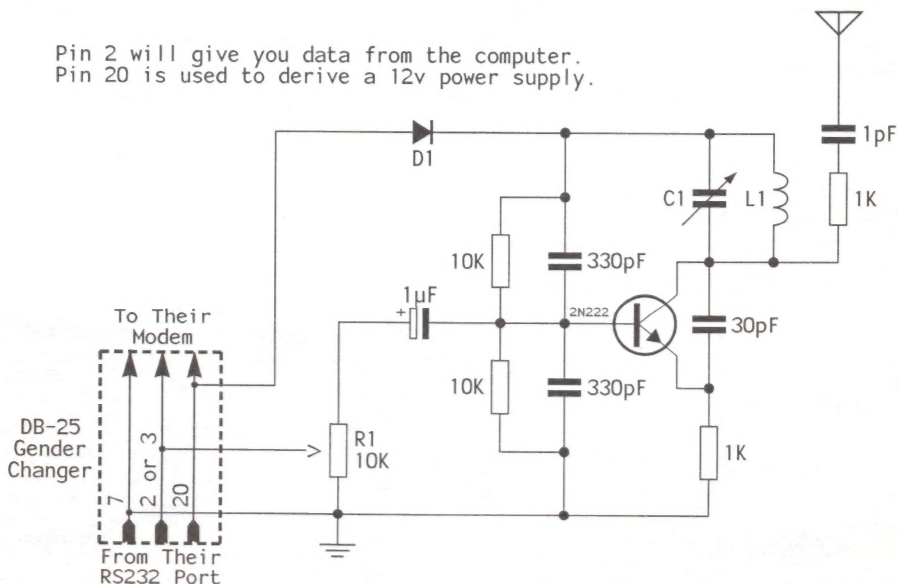 Pin 2 will give you data from the computer.
Pin 20 is used to derive a 12v power supply.
D1
1pF
C1
L1
1K
10K
330pF
1µF
+
2N222
30pF
To Their
Modem
10K
330pF
DB-25
Gender
Changer
R1
10K
1K
7
2 or 3
20
From Their
RS232 Port